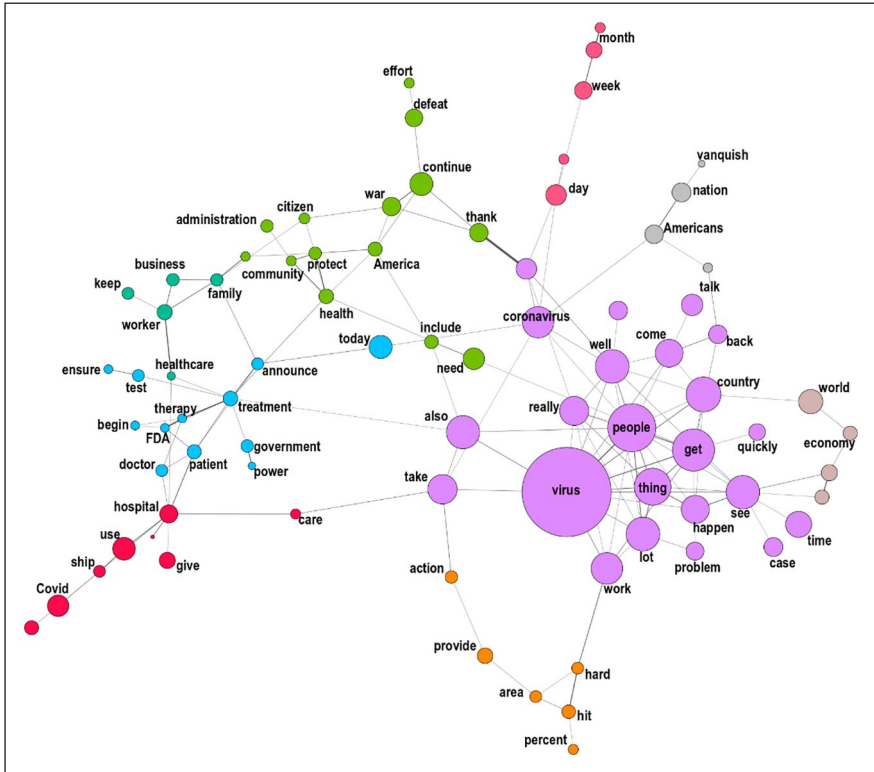 month
effort
week
defeat
vanquish
continue
nation
citizen
war
day
administration
thank
Americans
protect
business
community
America
talk
keep
family
coronavirus
health
come
worker
today
include
well
back
ensure
healthcare
announce
need
country
test
world
therapy
treatment
really
begin
also
people
economy
FDA
government
get
quickly
doctor
patient
power
take
virus
thing
hospital
care
happen
see
use
time
ship
give
lot
problem
case
Covid
action
work
provide
hard
area
hit
percent